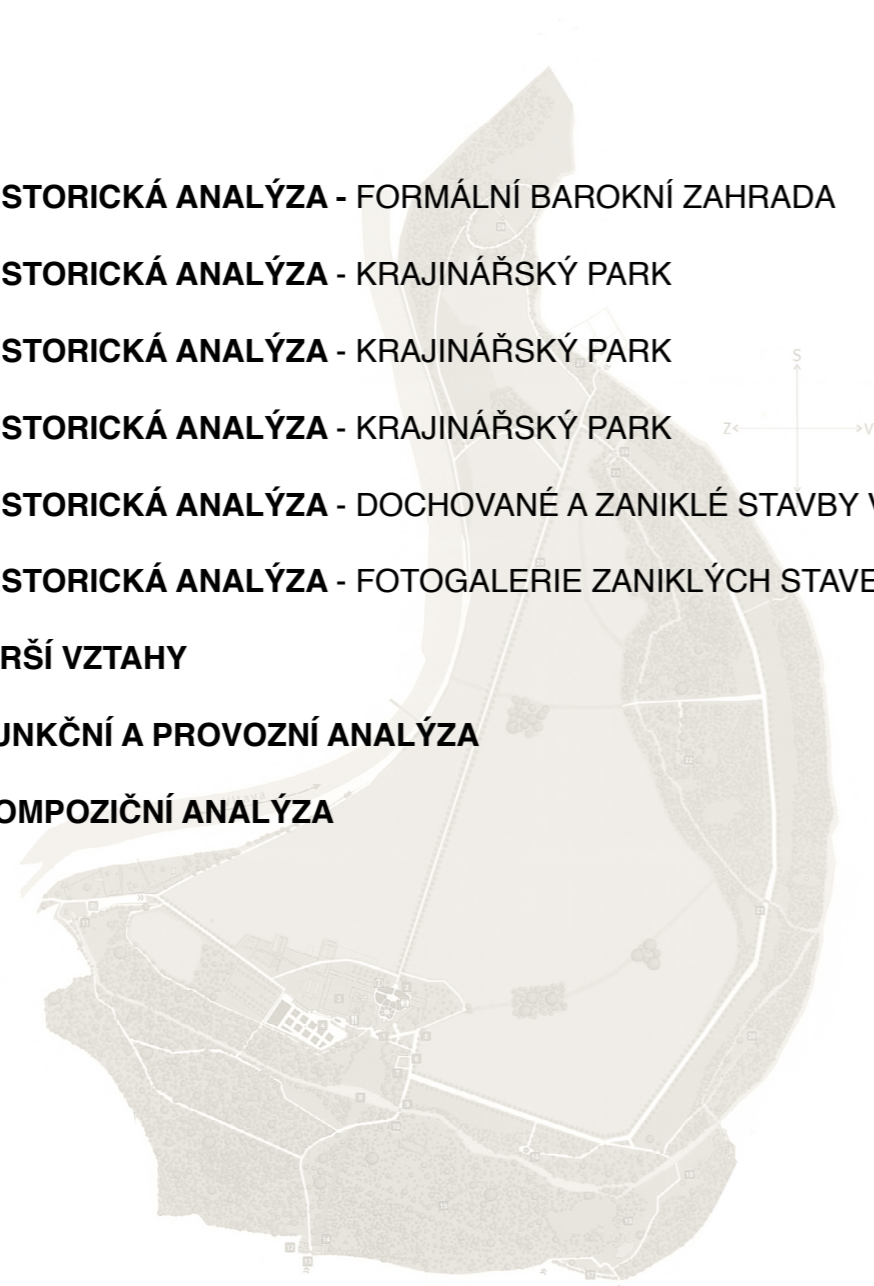 STORICKÁ ANALÝZA - FORMÁLNÍ BAROKNÍ ZAHRADA
STORICKÁ ANALÝZA - KRAJINÁŘSKÝ PARK
STORICKÁ ANALÝZA - KRAJINÁŘSKÝ PARK
S
STORICKÁ ANALÝZA - KRAJINÁŘSKÝ PARK
Z V
STORICKÁ ANALÝZA - DOCHOVANÉ A ZANIKLÉ STAVBY V
STORICKÁ ANALÝZA - FOTOGALERIE ZANIKLÝCH STAVE
RŠÍ VZTAHY
UNKČNÍ A PROVOZNÍ ANALÝZA
OMPOZIČNÍ ANALÝZA